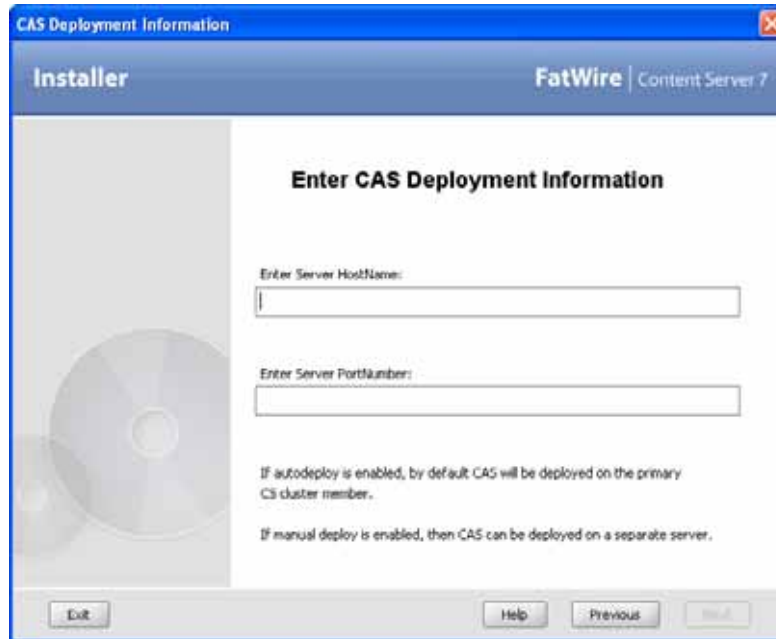 CAS Deployment Information
Installer
FatWire | Content Server 7
Enter CAS Deployment Information
Enter Server HostName:
Enter Server PortNumber:
If autodeploy is enabled, by default CAS will be deployed on the primary
CS cluster member.
If manual deploy is enabled, then CAS can be deployed on a separate server.
Exit
Help
Previous
Next